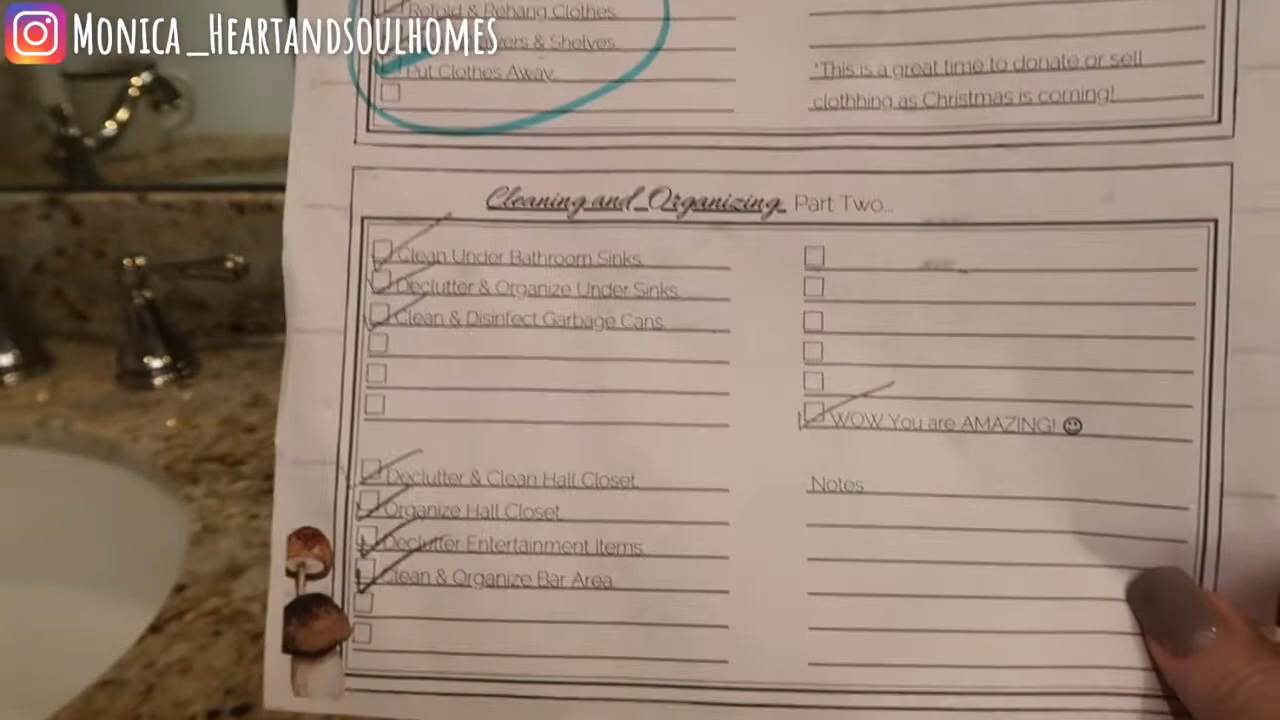 Monica_Heartandsoulhomes
Refold & Rehang Clothes
& Shelves
Put Clothes Away
*This is a great time to donate or sell
clothhing as Christmas is coming!
Cleaning and Organizing Part Two...
Clean Under Bathroom Sinks
Declutter & Organize Under Sinks
Clean & Disinfect Garbage Cans
WOW You are AMAZING! ☺
Declutter & Clean Hall Closet
Organize Hall Closet
Declutter Entertainment Items
Clean & Organize Bar Area
Notes